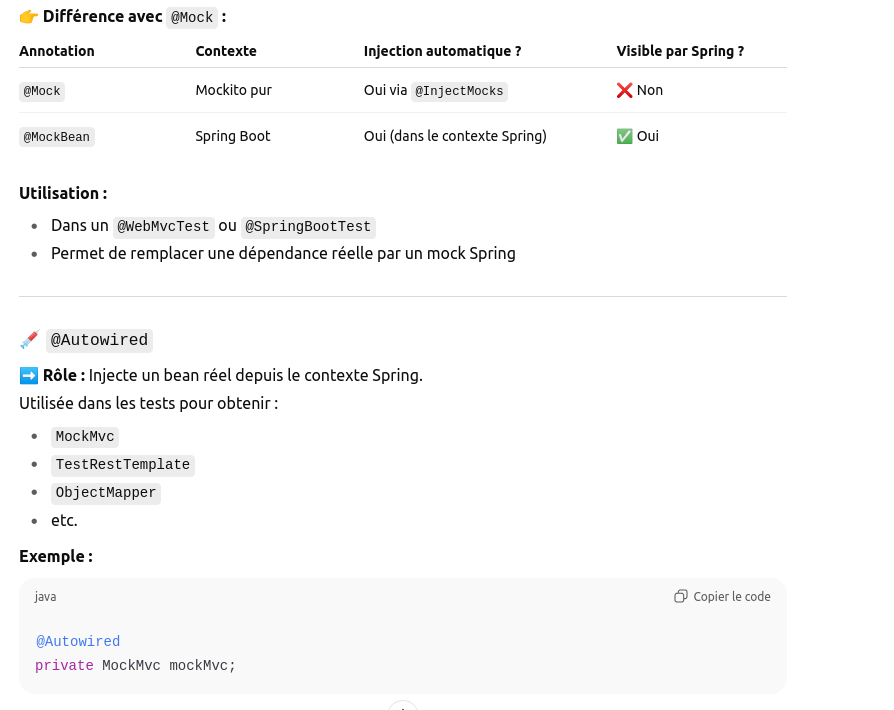 👉 Différence avec @Mock :
Annotation Contexte Injection automatique ? Visible par Spring ?
@Mock Mockito pur Oui via @InjectMocks ❌ Non
@MockBean Spring Boot Oui (dans le contexte Spring) ✅ Oui
Utilisation :
• Dans un @WebMvcTest ou @SpringBootTest
• Permet de remplacer une dépendance réelle par un mock Spring
💉 @Autowired
➡️ Rôle : Injecte un bean réel depuis le contexte Spring.
Utilisée dans les tests pour obtenir :
• MockMvc
• TestRestTemplate
• ObjectMapper
• etc.
Exemple :
java Copier le code
@Autowired
private MockMvc mockMvc;